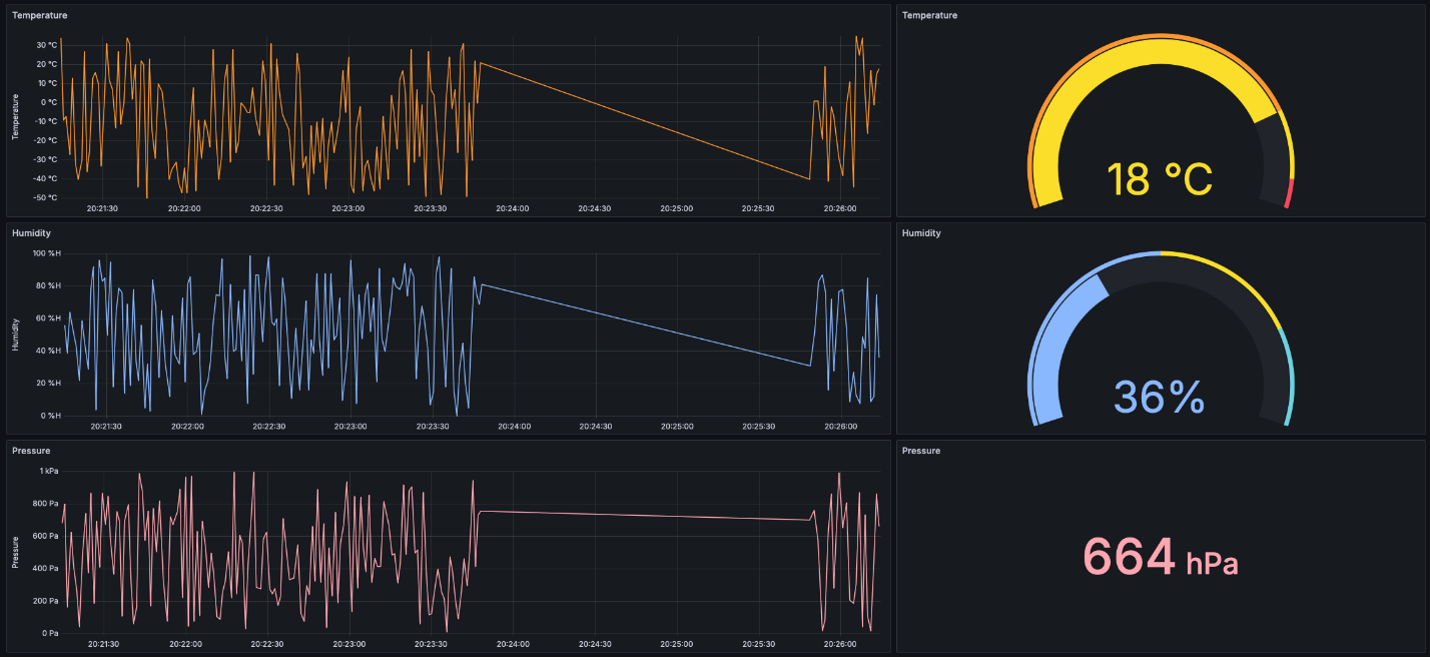 Temperature
Temperature
30 °C
20 °C
10 °C
0 °C
-10 °C
-20 °C
-30 °C
-40 °C
-50 °C
20:21:30 20:22:00 20:22:30 20:23:00 20:23:30 20:24:00 20:24:30 20:25:00 20:25:30 20:26:00
Temperature
18 °C
Humidity
Humidity
100 %H
80 %H
60 %H
40 %H
20 %H
0 %H
20:21:30 20:22:00 20:22:30 20:23:00 20:23:30 20:24:00 20:24:30 20:25:00 20:25:30 20:26:00
Humidity
36%
Pressure
Pressure
1 kPa
800 Pa
600 Pa
400 Pa
200 Pa
0 Pa
20:21:30 20:22:00 20:22:30 20:23:00 20:23:30 20:24:00 20:24:30 20:25:00 20:25:30 20:26:00
Pressure
664 hPa